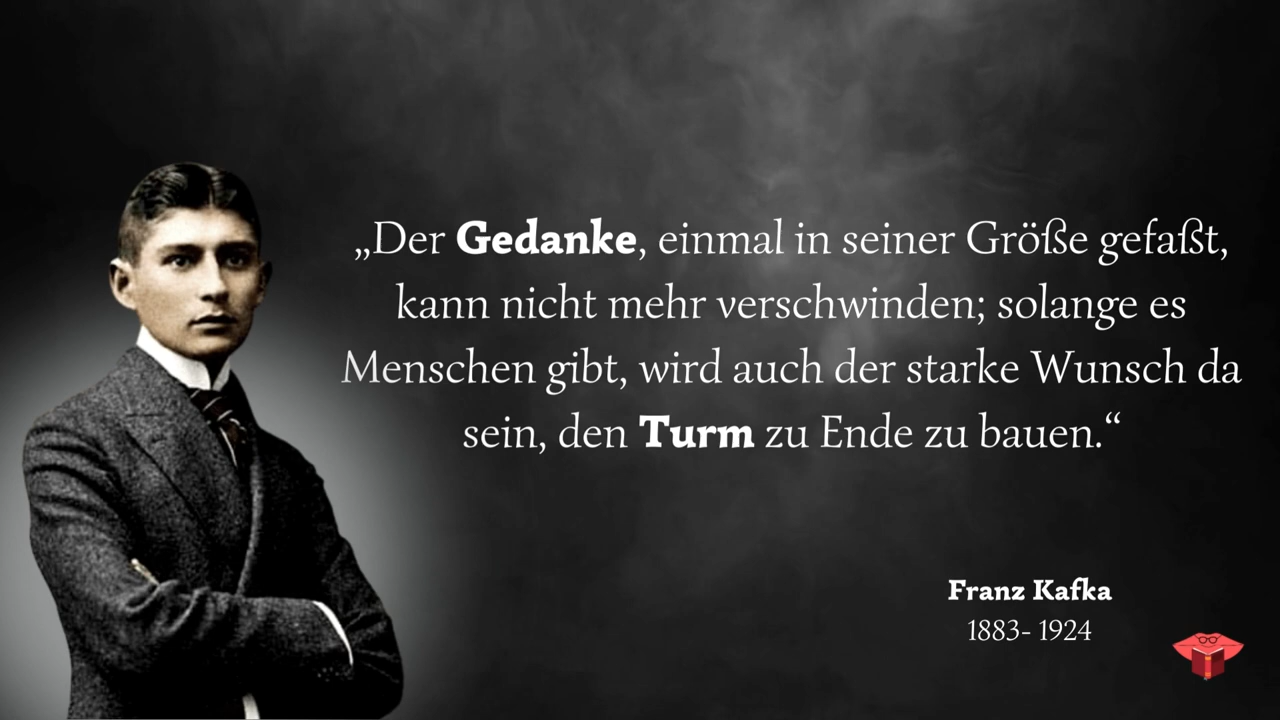 „Der Gedanke, einmal in seiner Größe gefaßt,
kann nicht mehr verschwinden; solange es
Menschen gibt, wird auch der starke Wunsch da
sein, den Turm zu Ende zu bauen.“
Franz Kafka
1883- 1924